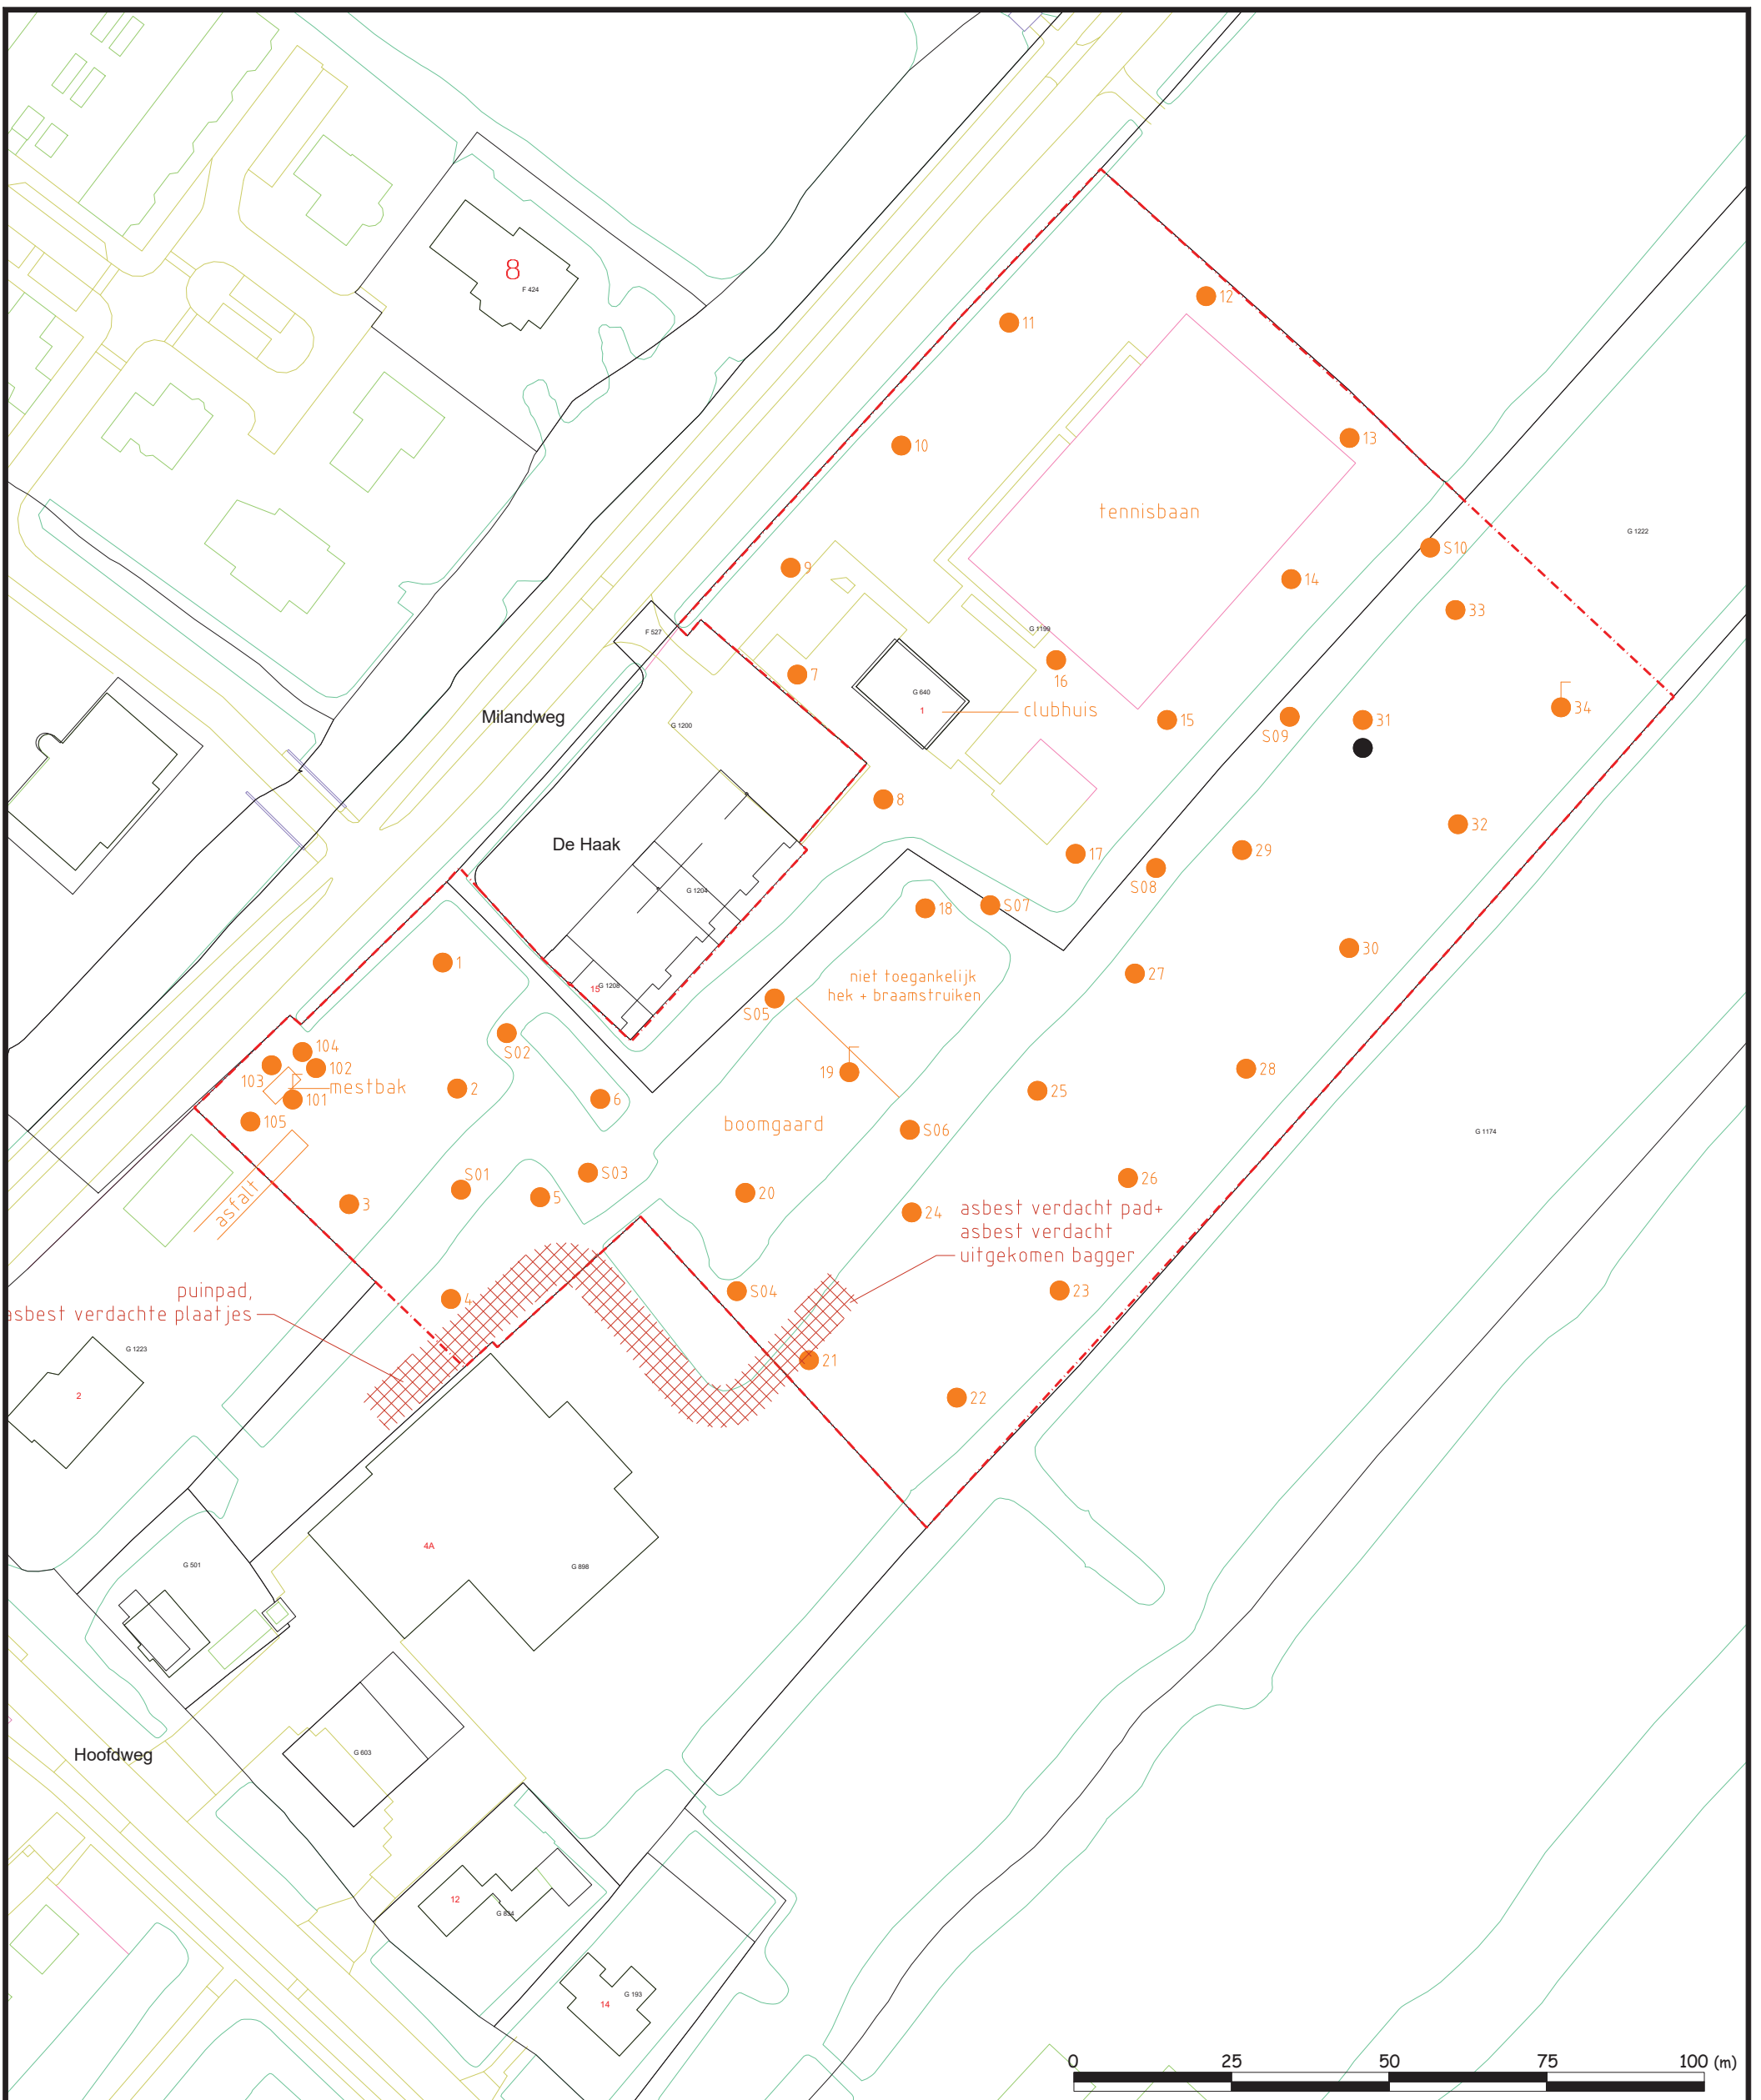 8
F 424
12
11
13
10
tennisbaan
G 1222
S10
9
14
33
F 527
G 1199
16
7
G 640
1
clubhuis
34
Milandweg
G 1200
15
S09
31
8
32
De Haak
17
29
S08
G 1204
18
S07
30
1
niet toegankelijk
hek + braamstruiken
27
15
G 1208
S05
S02
104
103
102
mestbak
101
2
19
28
25
6
105
boomgaard
S06
G 1174
asfalt
3
S01
5
S03
20
26
24
asbest verdacht pad+
asbest verdacht
uitgekomen bagger
puinpad,
asbest verdachte plaatjes
4
S04
23
G 1223
2
21
22
4A
G 898
G 501
Hoofdweg
G 603
12
G 834
14
G 193
0 25 50 75 100 (m)